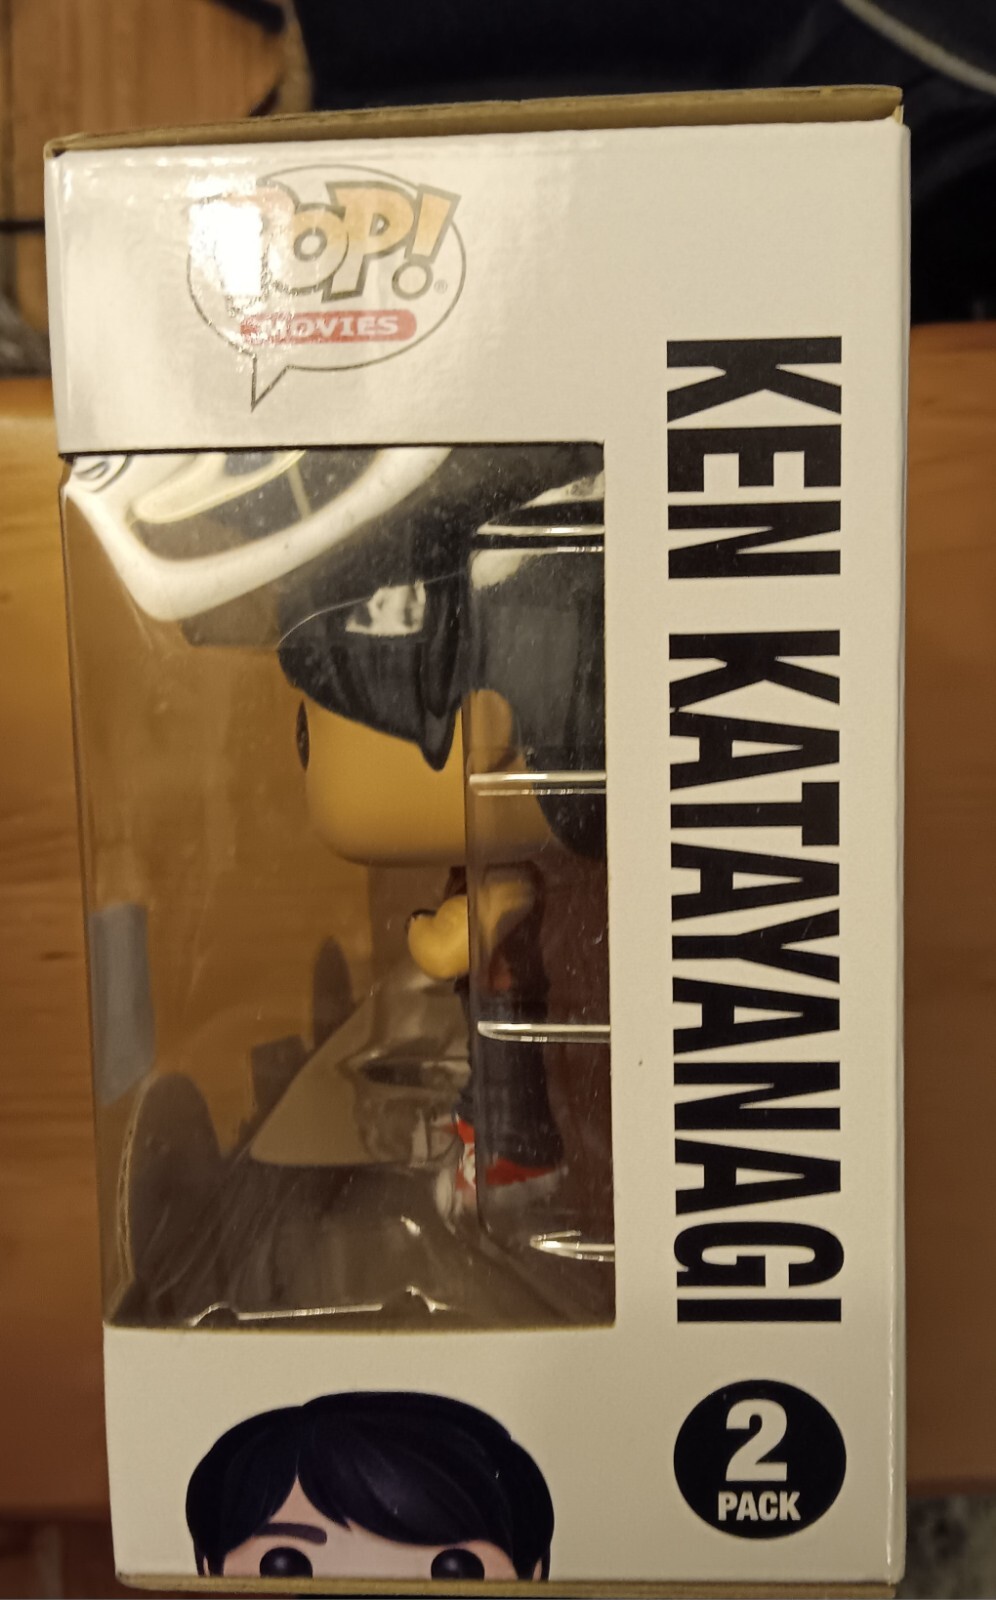 POP!
MOVIES
KEN KATAYANAGI
2
PACK